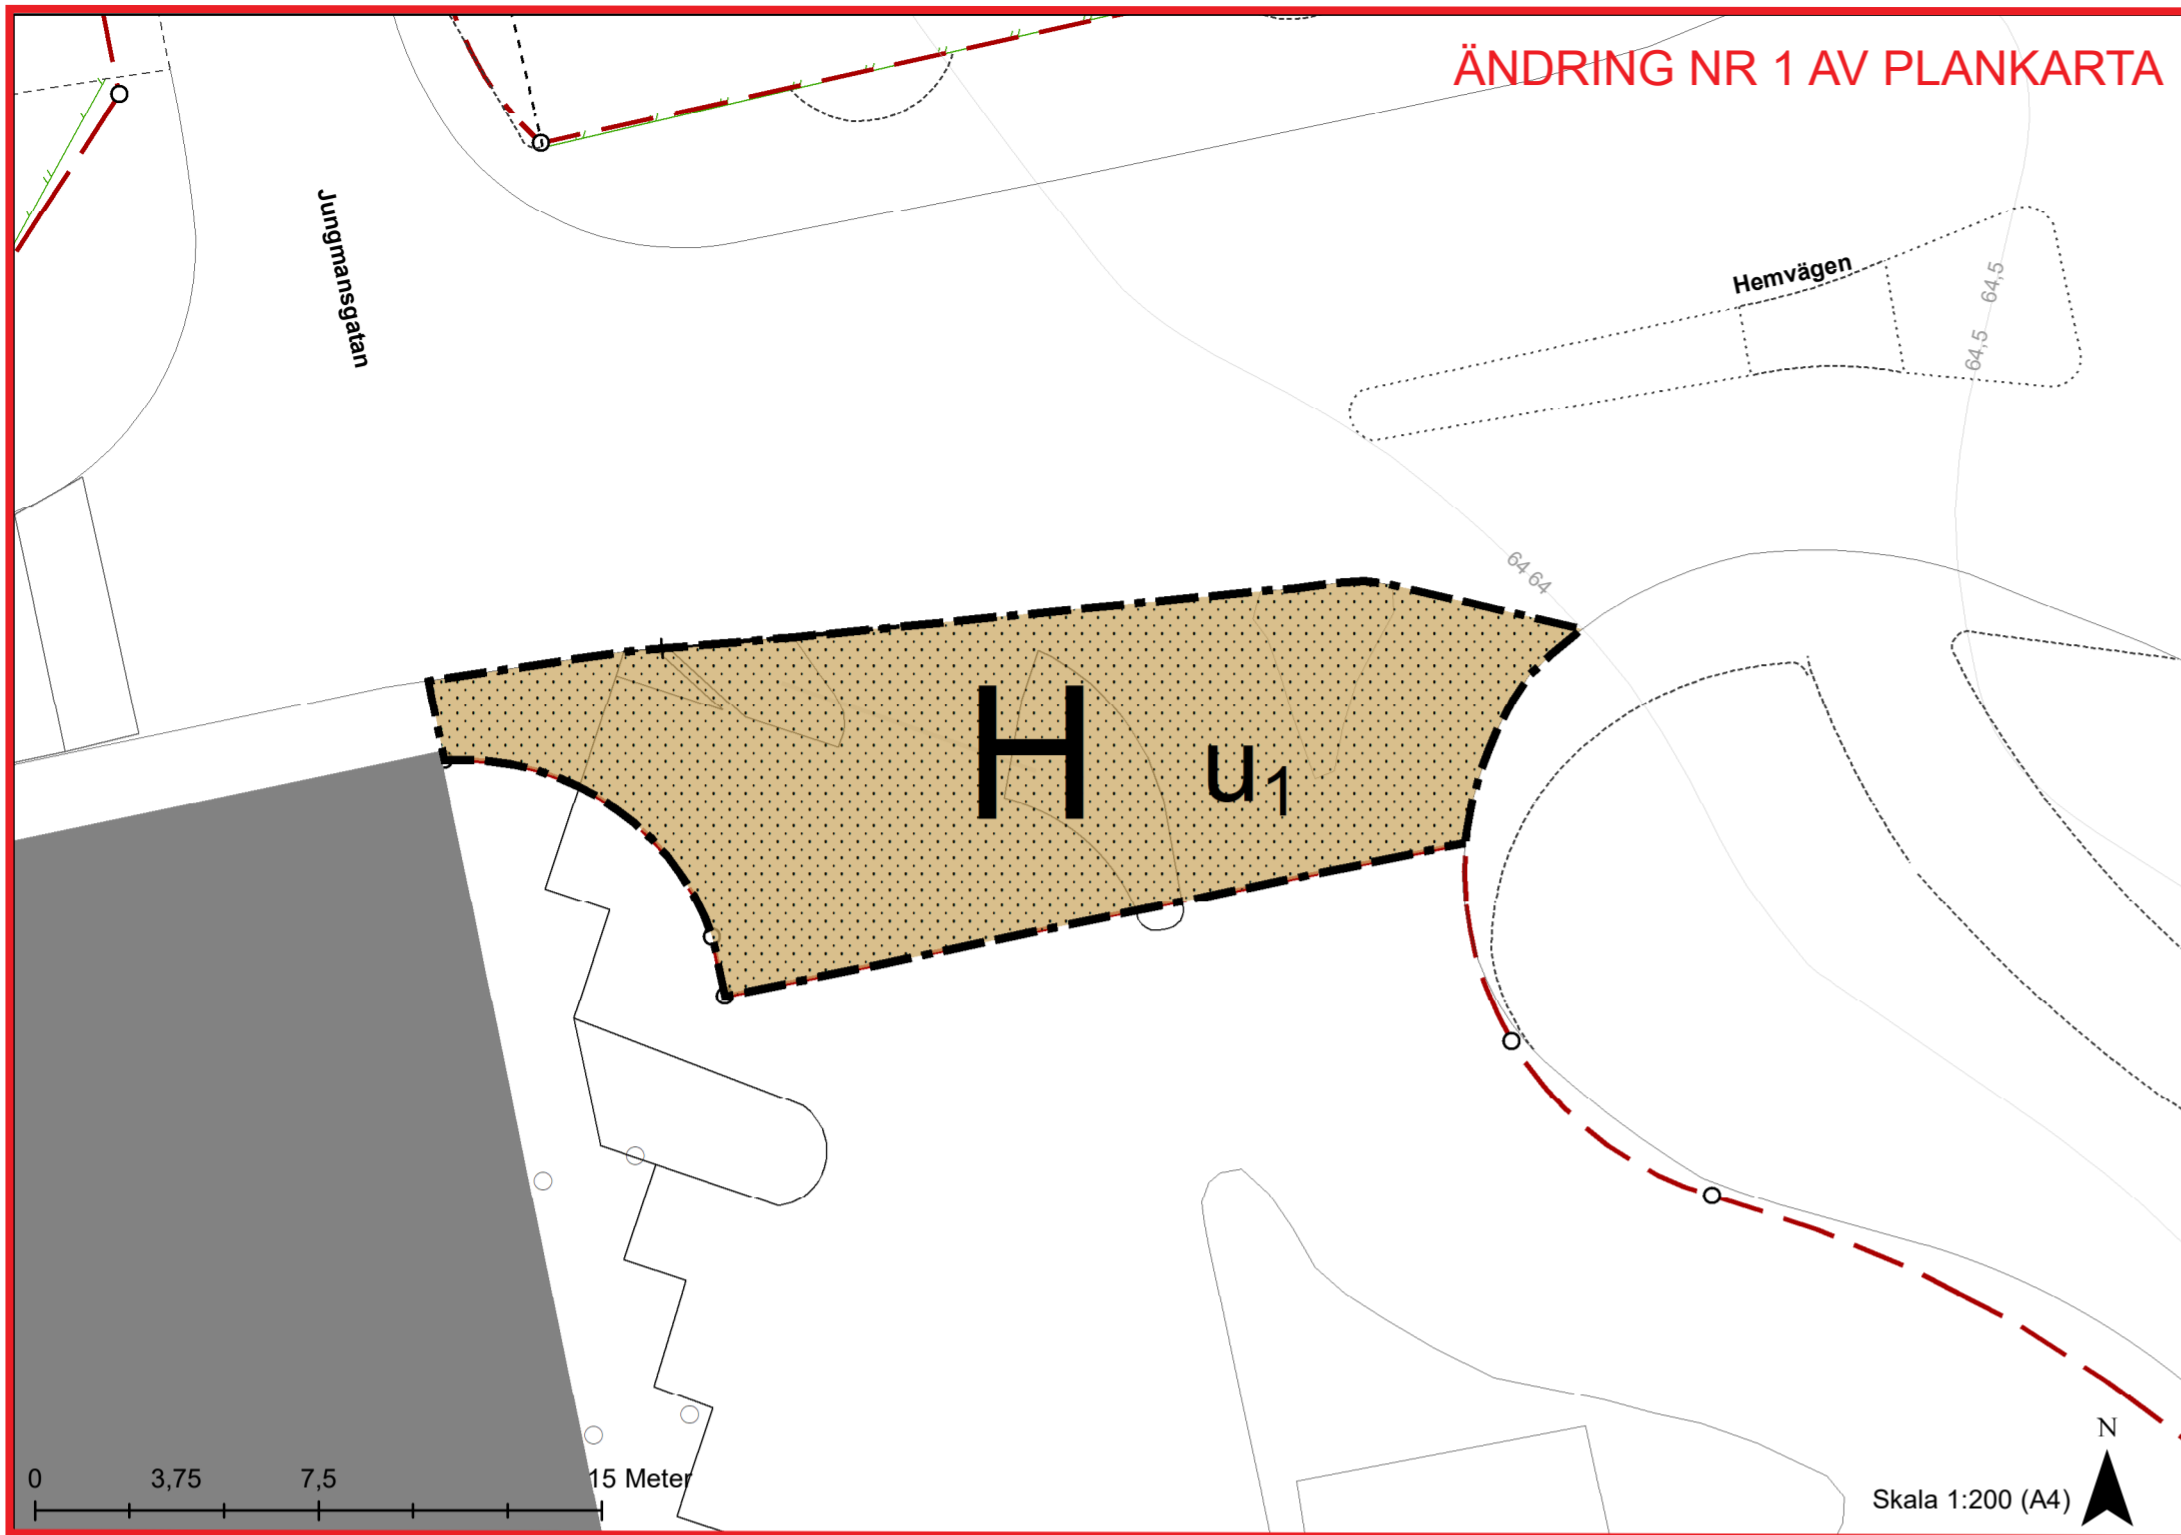 ÄNDRING NR 1 AV PLANKARTA
Jungmansgatan
Hemvägen
64,5
64,5
64 64
H u₁
0 3,75 7,5 15 Meter
N
Skala 1:200 (A4)